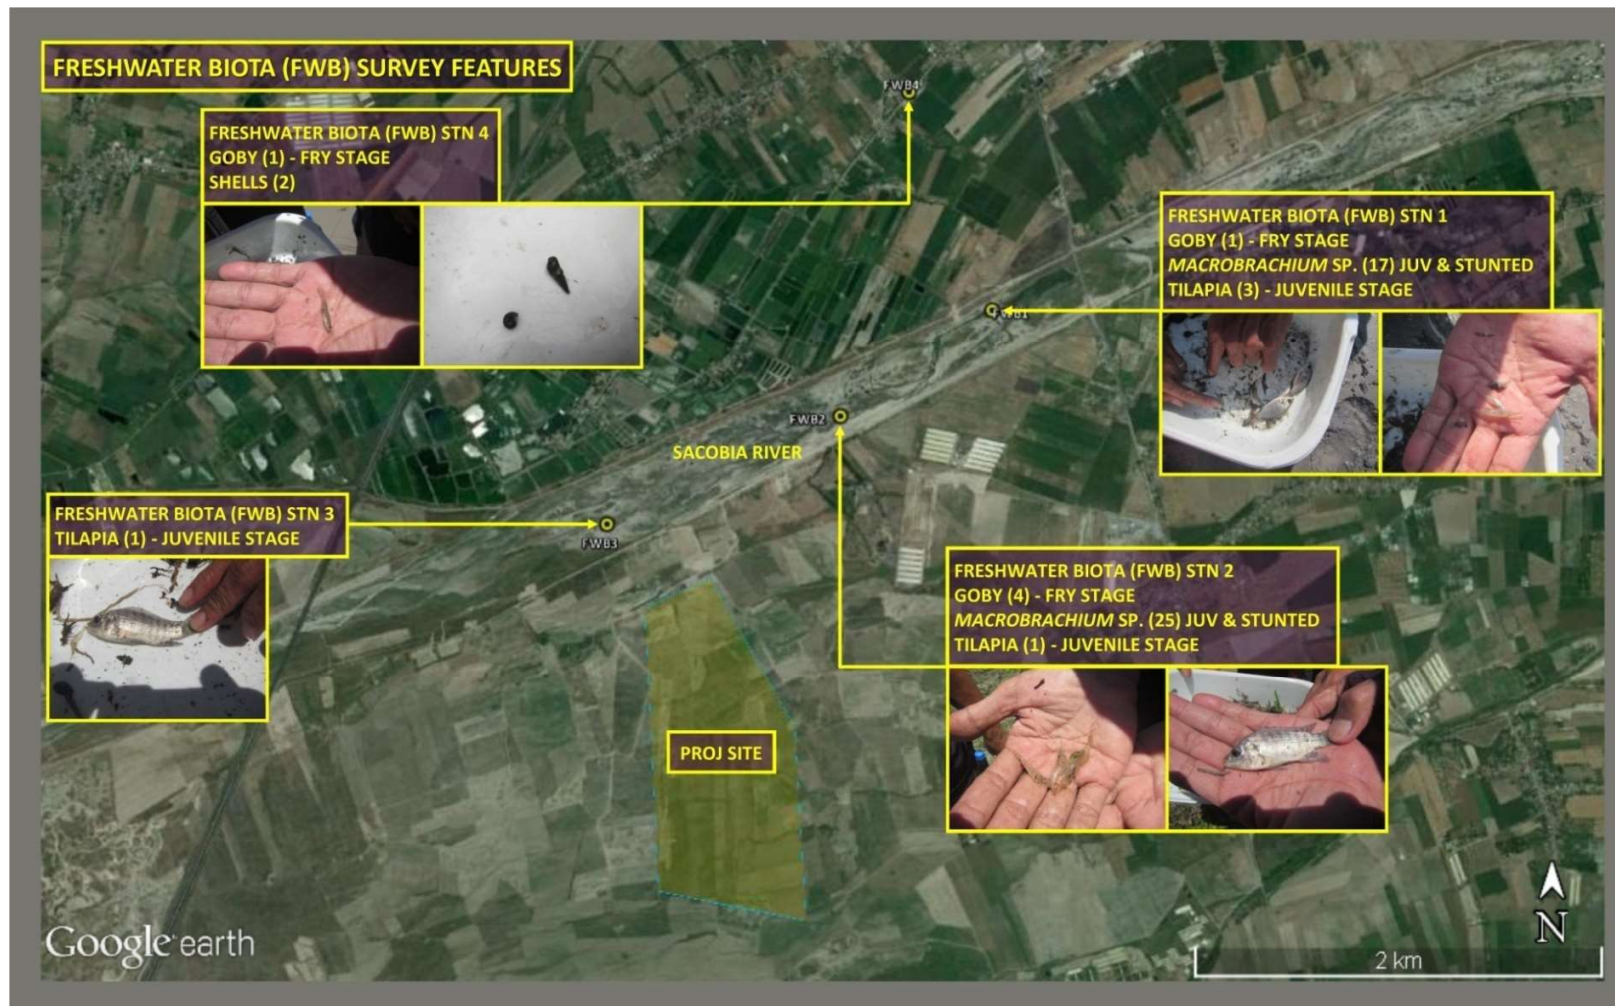 FRESHWATER BIOTA (FWB) SURVEY FEATURES
FWB4
FRESHWATER BIOTA (FWB) STN 4
GOBY (1) - FRY STAGE
SHELLS (2)
FRESHWATER BIOTA (FWB) STN 1
GOBY (1) - FRY STAGE
MACROBRACHIUM SP. (17) JUV & STUNTED
TILAPIA (3) - JUVENILE STAGE
FWB1
FWB2
SACOBIA RIVER
FRESHWATER BIOTA (FWB) STN 3
TILAPIA (1) - JUVENILE STAGE
FWB3
FRESHWATER BIOTA (FWB) STN 2
GOBY (4) - FRY STAGE
MACROBRACHIUM SP. (25) JUV & STUNTED
TILAPIA (1) - JUVENILE STAGE
PROJ SITE
Google earth
N
2 km